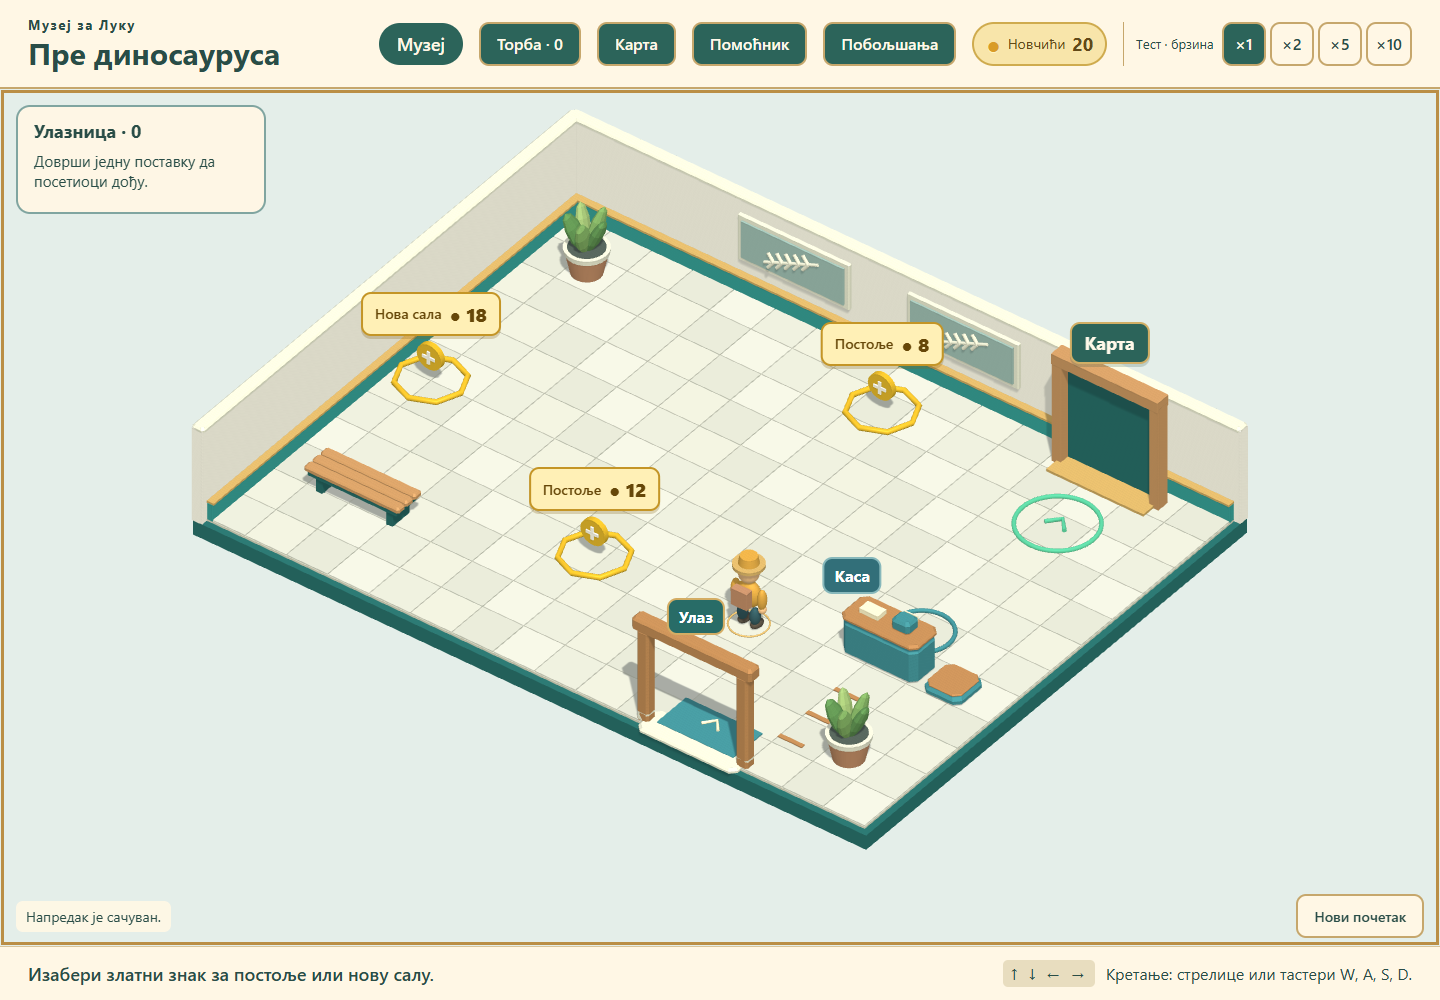 Музеј за Луку
Пре диносауруса
Музеј
Торба · 0
Карта
Помоћник
Побољшања
Новчићи 20
Тест · брзина
×1
×2
×5
×10
Улазница · 0
Доврши једну поставку да
посетиоци дођу.
Нова сала ● 18
Постоље ● 8
Карта
Постоље ● 12
Каса
Улаз
Напредак је сачуван.
Нови почетак
Изабери златни знак за постоље или нову салу.
↑ ↓ ← → Кретање: стрелице или тастери W, A, S, D.